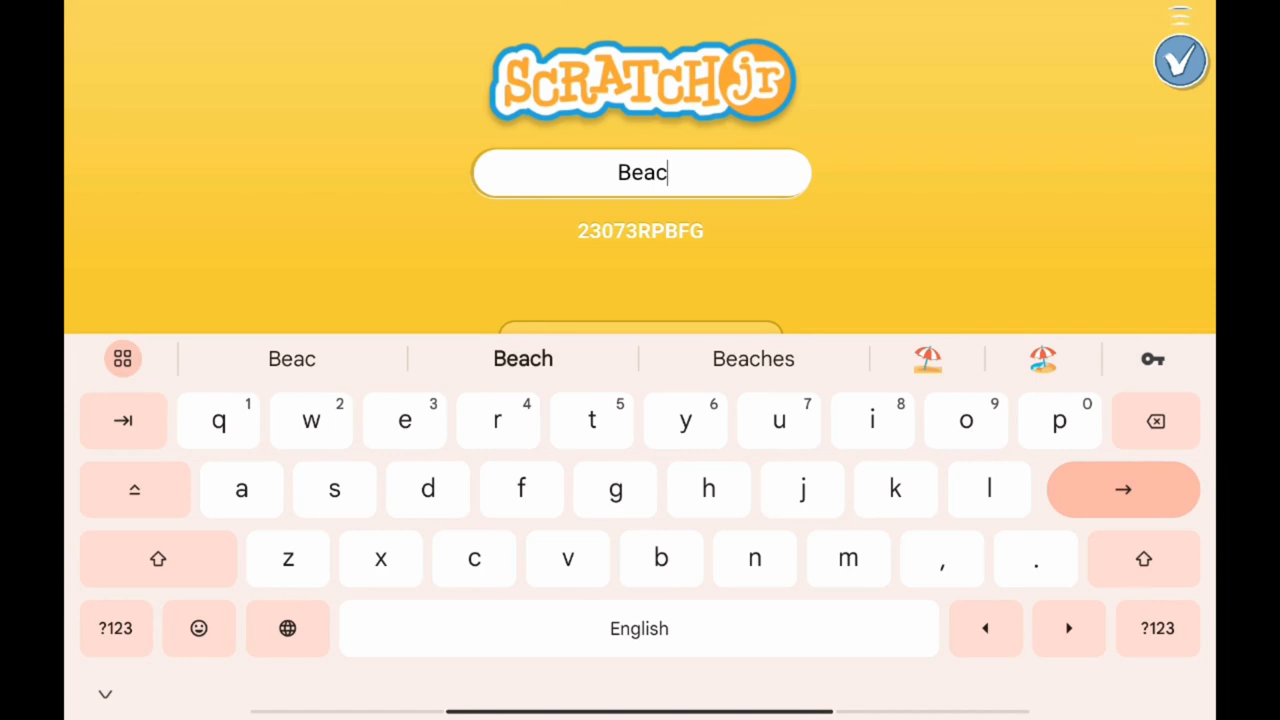 SCRATCH jr
Beac
23073RPBFG
Beac Beach Beaches
q 1 w 2 e 3 r 4 t 5 y 6 u 7 i 8 o 9 p 0
a s d f g h j k l
z x c v b n m , .
?123 English ?123